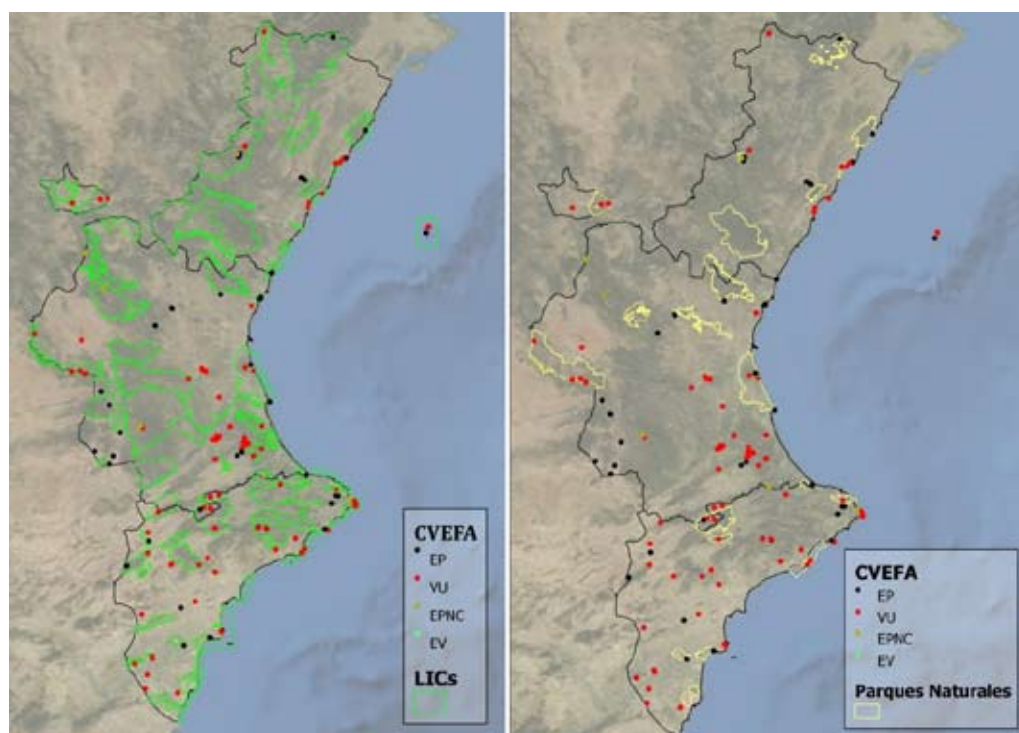 CVEFA
EP
VU
EPNC
EV
LICs
CVEFA
EP
VU
EPNC
EV
Parques Naturales